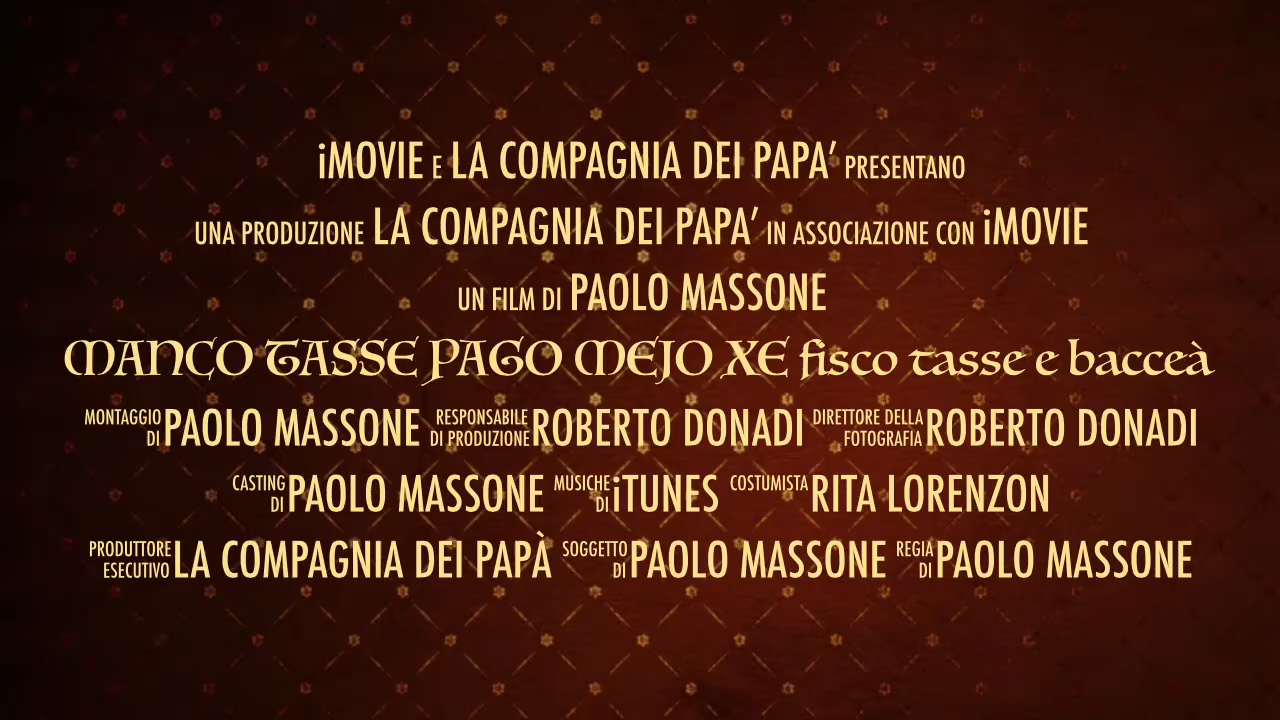 iMOVIE E LA COMPAGNIA DEI PAPA’ PRESENTANO
UNA PRODUZIONE LA COMPAGNIA DEI PAPA’ IN ASSOCIAZIONE CON iMOVIE
UN FILM DI PAOLO MASSONE
MANCO TASSE PAGO MEJO XE fisco tasse e bacceà
MONTAGGIO DI PAOLO MASSONE RESPONSABILE DI PRODUZIONE ROBERTO DONADI DIRETTORE DELLA FOTOGRAFIA ROBERTO DONADI
CASTING DI PAOLO MASSONE MUSICHE DI iTUNES COSTUMISTA RITA LORENZON
PRODUTTORE ESECUTIVO LA COMPAGNIA DEI PAPÀ SOGGETTO DI PAOLO MASSONE REGIA DI PAOLO MASSONE